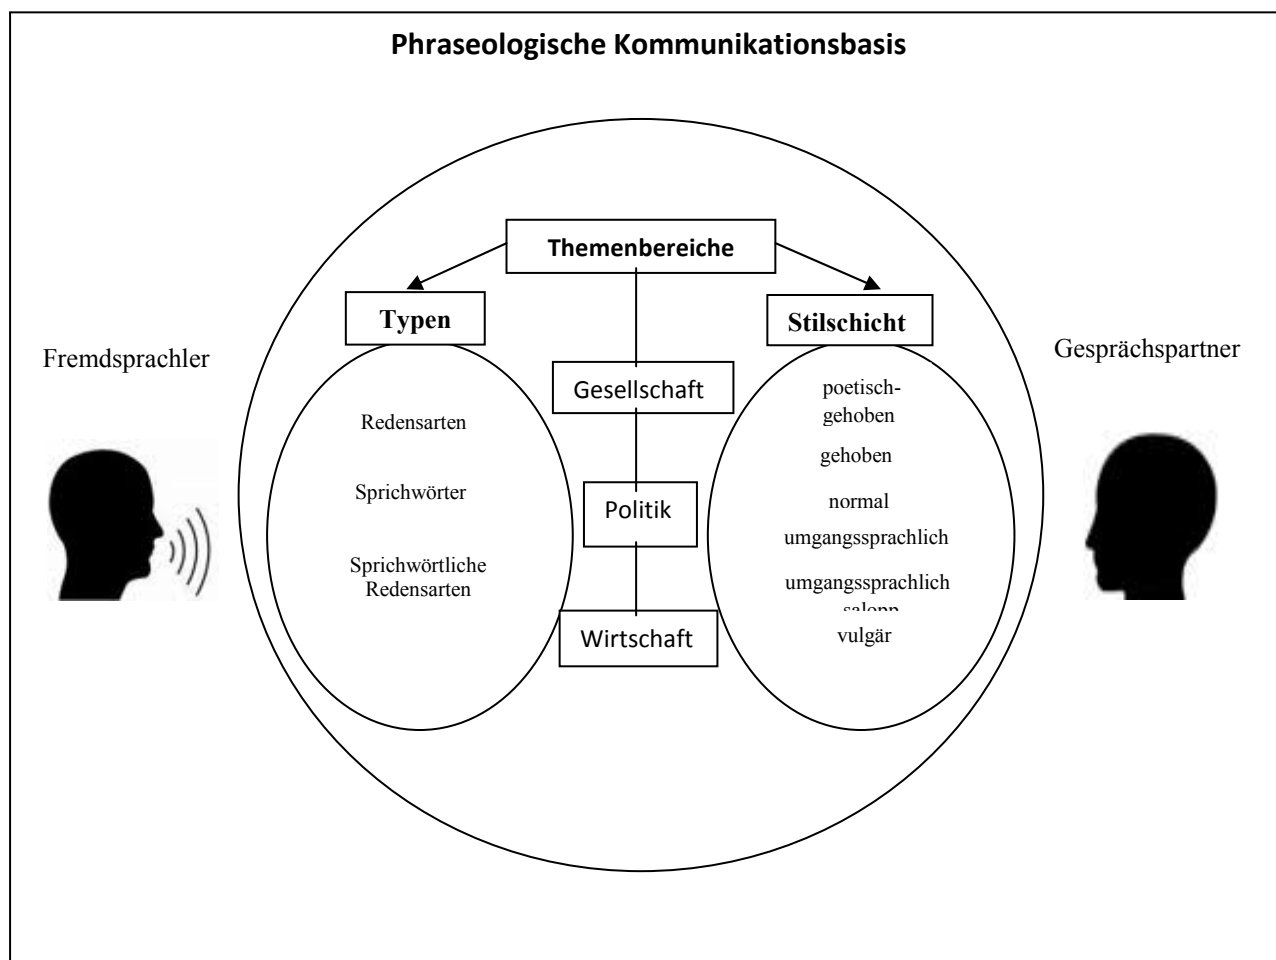 Phraseologische Kommunikationsbasis
Themenbereiche
Typen
Stilschicht
Fremdsprachler
Gesprächspartner
Redensarten
Sprichwörter
Sprichwörtliche
Redensarten
Gesellschaft
Politik
Wirtschaft
poetisch-
gehoben
gehoben
normal
umgangssprachlich
umgangssprachlich
salopp
vulgär